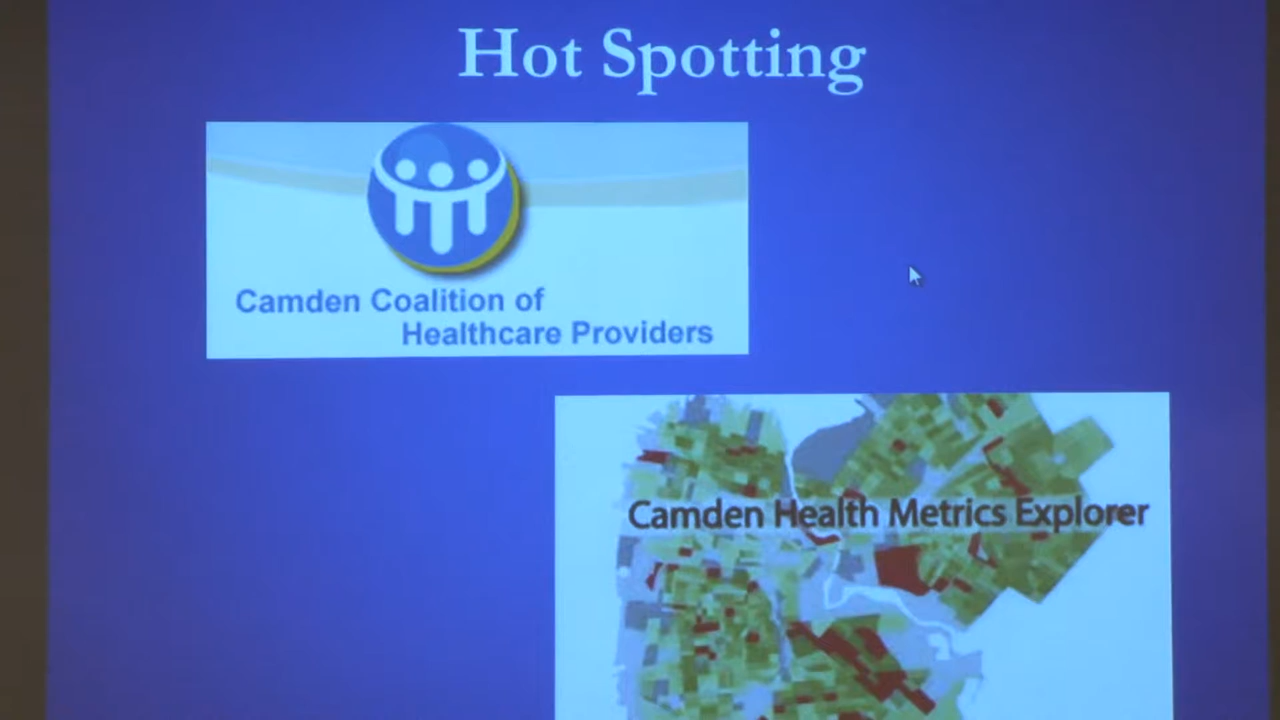 Hot Spotting
Camden Coalition of
Healthcare Providers
Camden Health Metrics Explorer